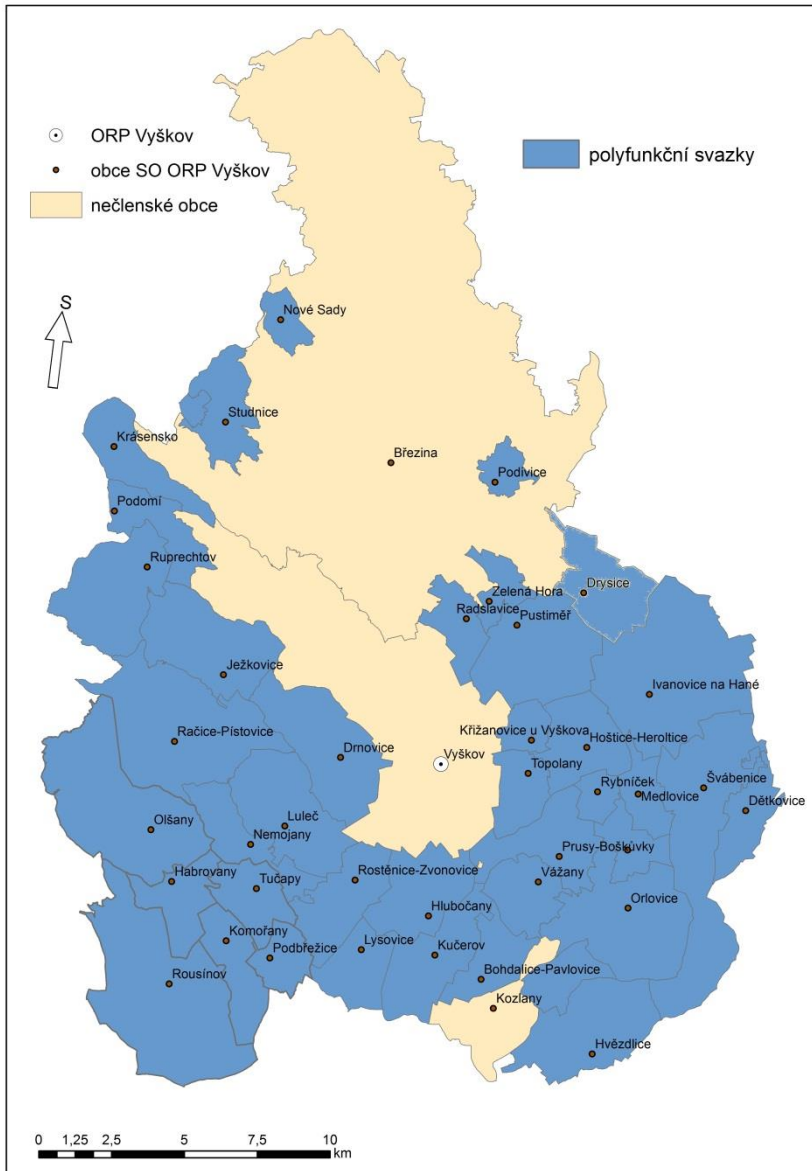 ORP Vyškov
obce SO ORP Vyškov
nečlenské obce
polyfunkční svazky
S
Nové Sady
Studnice
Krásensko
Březina
Podivice
Podomí
Ruprechtov
Drysice
Zelená Hora
Radslavice
Pustiměř
Ježkovice
Ivanovice na Hané
Račice-Pístovice
Křižanovice u Vyškova
Hoštice-Heroltice
Drnovice
Vyškov
Topolany
Rybníček
Medlovice
Švábenice
Dětkovice
Olšany
Luleč
Nemojany
Prusy-Boškůvky
Habrovany
Tučapy
Rostěnice-Zvonovice
Vážany
Orlovice
Hlubočany
Komořany
Podbřežice
Lysovice
Kučerov
Bohdalice-Pavlovice
Rousínov
Kozlany
Hvězdlice
0 1,25 2,5 5 7,5 10
km